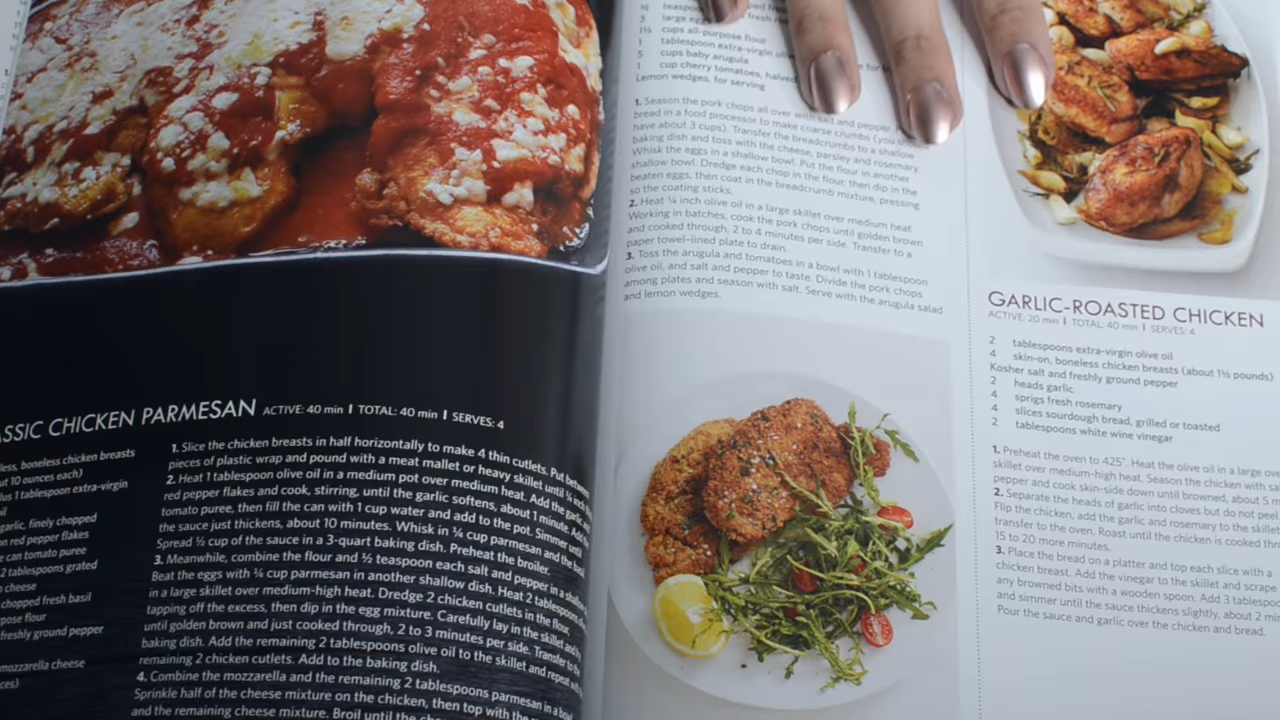 ASSIC CHICKEN PARMESAN ACTIVE: 40 min | TOTAL: 40 min | SERVES: 4
less, boneless chicken breasts
ut 10 ounces each)
lus 1 tablespoon extra-virgin
garlic, finely chopped
on red pepper flakes
e can tomato puree
2 tablespoons grated
n cheese
chopped fresh basil
pose flour
freshly ground pepper
mozzarella cheese
ces)
1. Slice the chicken breasts in half horizontally to make 4 thin cutlets. Put between
pieces of plastic wrap and pound with a meat mallet or heavy skillet until ¼ inch
2. Heat 1 tablespoon olive oil in a medium pot over medium heat. Add the garlic
red pepper flakes and cook, stirring, until the garlic softens, about 1 minute. Add
tomato puree, then fill the can with 1 cup water and add to the pot. Simmer until
the sauce just thickens, about 10 minutes. Whisk in ¼ cup parmesan and the basil
Spread ½ cup of the sauce in a 3-quart baking dish. Preheat the broiler.
3. Meanwhile, combine the flour and ½ teaspoon each salt and pepper in a shallow
Beat the eggs with ¼ cup parmesan in another shallow dish. Heat 2 tablespoons
in a large skillet over medium-high heat. Dredge 2 chicken cutlets in the flour,
tapping off the excess, then dip in the egg mixture. Carefully lay in the skillet and
until golden brown and just cooked through, 2 to 3 minutes per side. Transfer to
baking dish. Add the remaining 2 tablespoons olive oil to the skillet and repeat
remaining 2 chicken cutlets. Add to the baking dish.
4. Combine the mozzarella and the remaining 2 tablespoons parmesan in a bowl
Sprinkle half of the cheese mixture on the chicken, then top with the
and the remaining cheese mixture. Broil until the
3 large eggs
1½ cups all-purpose flour
1 tablespoon extra-virgin
5 cups baby arugula
1 cup cherry tomatoes, halved
Lemon wedges, for serving
1. Season the pork chops all over with salt and pepper.
bread in a food processor to make coarse crumbs (you
have about 3 cups). Transfer the breadcrumbs to a shallow
baking dish and toss with the cheese, parsley and rosemary.
Whisk the eggs in a shallow bowl. Put the flour in another
shallow bowl. Dredge each chop in the flour, then dip in the
beaten eggs, then coat in the breadcrumb mixture, pressing
so the coating sticks.
2. Heat ¼ inch olive oil in a large skillet over medium heat
Working in batches, cook the pork chops until golden brown
and cooked through, 2 to 4 minutes per side. Transfer to a
paper towel-lined plate to drain.
3. Toss the arugula and tomatoes in a bowl with 1 tablespoon
olive oil, and salt and pepper to taste. Divide the pork chops
among plates and season with salt. Serve with the arugula salad
and lemon wedges.
GARLIC-ROASTED CHICKEN
ACTIVE: 20 min | TOTAL: 40 min | SERVES: 4
2 tablespoons extra-virgin olive oil
4 skin-on, boneless chicken breasts (about 1½ pounds)
Kosher salt and freshly ground pepper
2 heads garlic
4 sprigs fresh rosemary
4 slices sourdough bread, grilled or toasted
2 tablespoons white wine vinegar
1. Preheat the oven to 425˚. Heat the olive oil in a large ove
skillet over medium-high heat. Season the chicken with sa
pepper and cook skin-side down until browned, about 5 m
2. Separate the heads of garlic into cloves but do not peel
Flip the chicken, add the garlic and rosemary to the skillet
transfer to the oven. Roast until the chicken is cooked thr
15 to 20 more minutes.
3. Place the bread on a platter and top each slice with a
chicken breast. Add the vinegar to the skillet and scrape
any browned bits with a wooden spoon. Add 3 tablespoo
and simmer until the sauce thickens slightly, about 2 min
Pour the sauce and garlic over the chicken and bread.